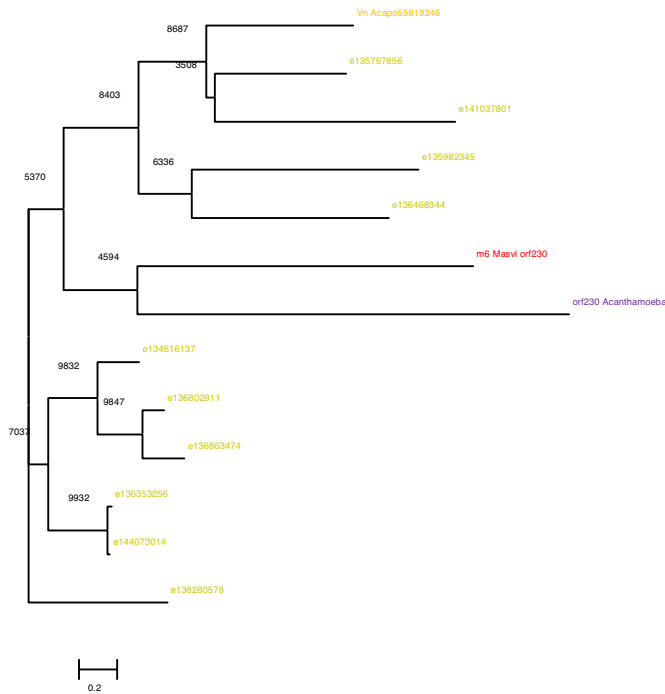 Vn Acapo55819246
8687
e135767856
3508
8403
e141037801
e135982345
6336
5370
e136468344
m6 Masvi orf230
4594
orf230 Acanthamoeba
e134616137
9832
e136802911
9847
7037
e136863474
e136353256
9932
e144073014
e138280578
0.2